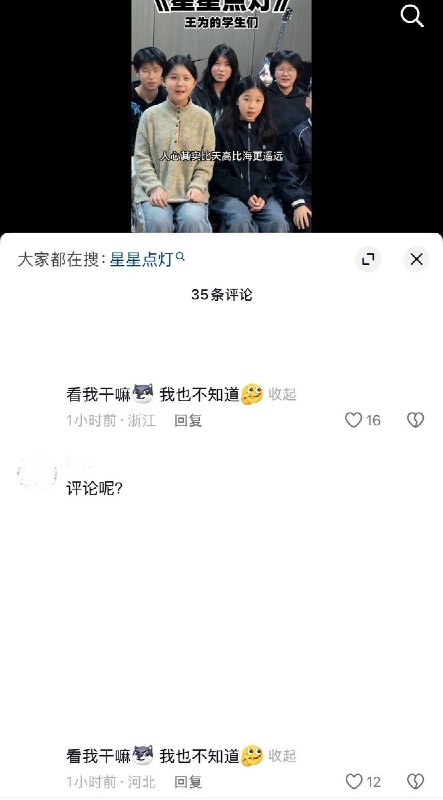 《星星点灯》
王为的学生们
人心其实比天高比海更遥远
大家都在搜：星星点灯
35条评论
看我干嘛 我也不知道 收起
1小时前 · 浙江 回复 16
评论呢?
看我干嘛 我也不知道 收起
1小时前 · 河北 回复 12